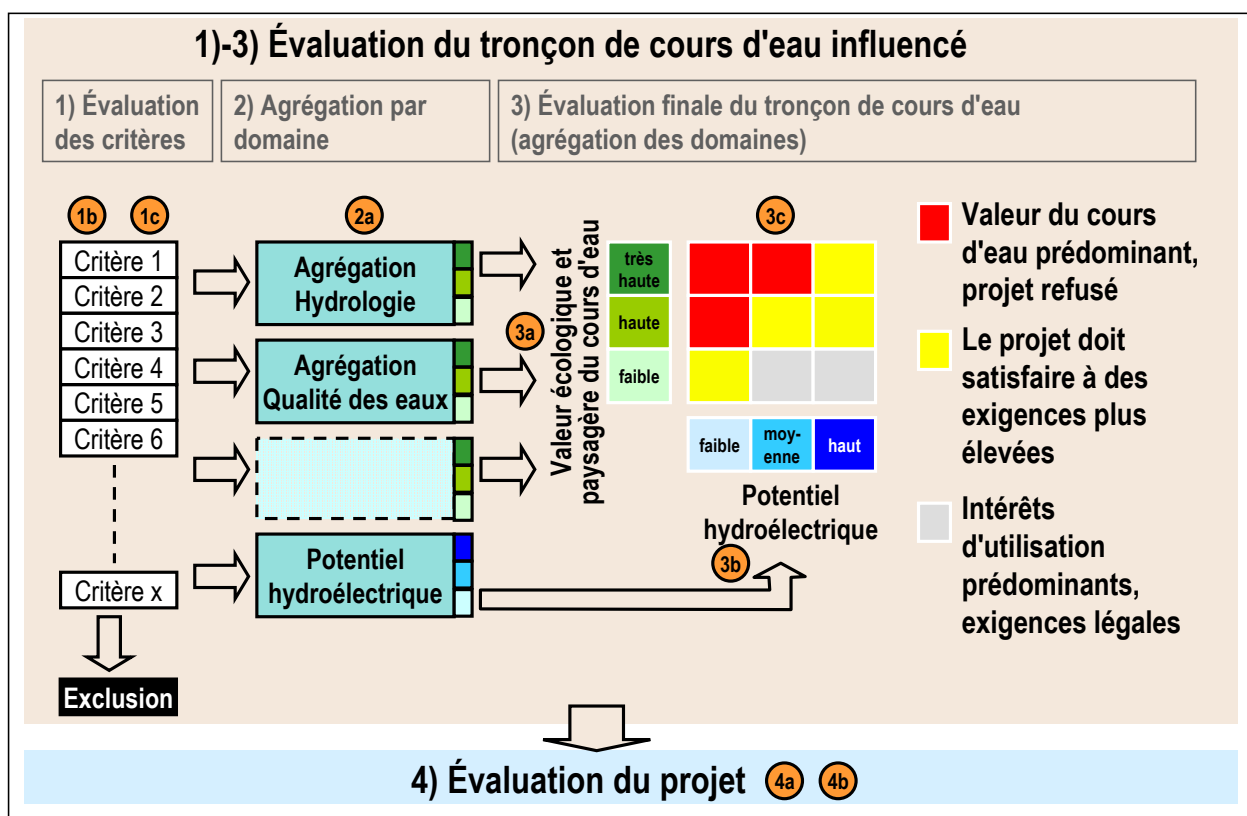 1)-3) Évaluation du tronçon de cours d'eau influencé
1) Évaluation
des critères
2) Agrégation par
domaine
3) Évaluation finale du tronçon de cours d'eau
(agrégation des domaines)
1b
1c
2a
3c
Critère 1
Critère 2
Critère 3
Critère 4
Critère 5
Critère 6
Critère x
Exclusion
Agrégation
Hydrologie
Agrégation
Qualité des eaux
Potentiel
hydroélectrique
3a
Valeur écologique et
paysagère du cours d'eau
très
haute
haute
faible
faible
moy-
enne
haut
Potentiel
hydroélectrique
3b
Valeur du cours
d'eau prédominant,
projet refusé
Le projet doit
satisfaire à des
exigences plus
élevées
Intérêts
d'utilisation
prédominants,
exigences légales
4) Évaluation du projet
4a
4b